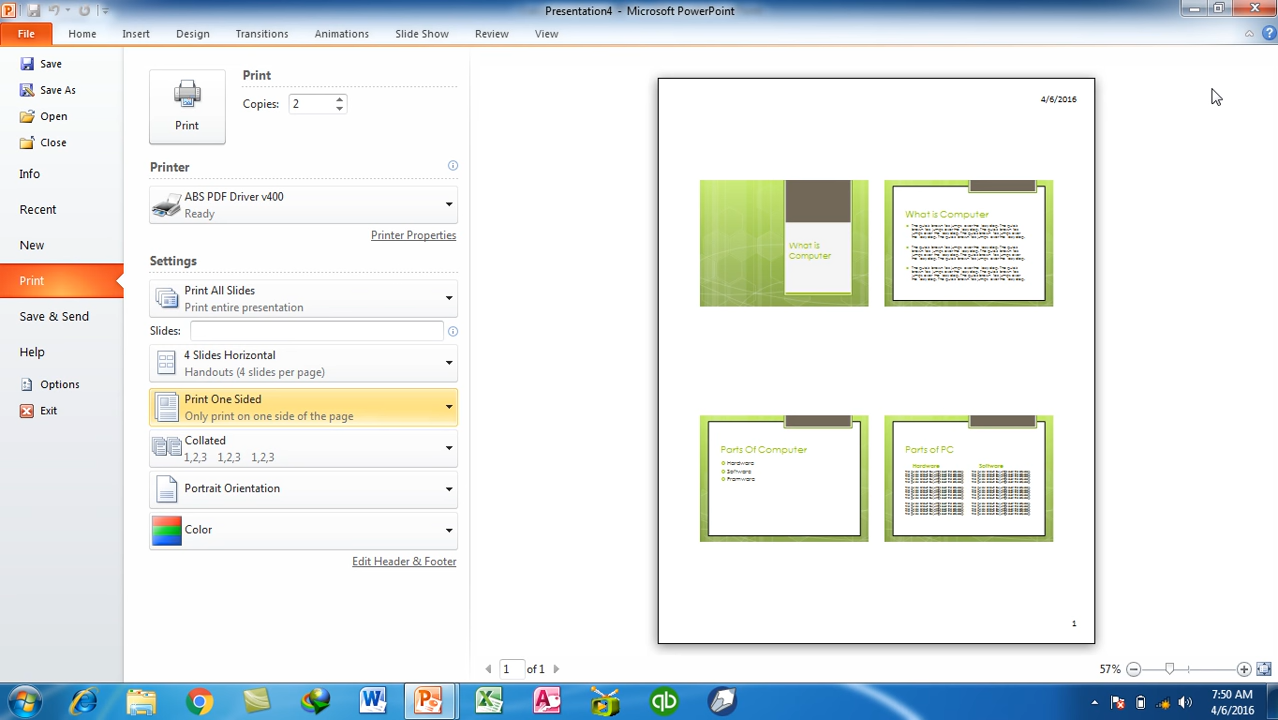 Presentation4 - Microsoft PowerPoint
File Home Insert Design Transitions Animations Slide Show Review View
Save
Save As
Open
Close
Info
Recent
New
Print
Save & Send
Help
Options
Exit
Print
Print
Copies: 2
Printer
ABS PDF Driver v400
Ready
Printer Properties
Settings
Print All Slides
Print entire presentation
Slides:
4 Slides Horizontal
Handouts (4 slides per page)
Print One Sided
Only print on one side of the page
Collated
1,2,3 1,2,3 1,2,3
Portrait Orientation
Color
Edit Header & Footer
4/6/2016
What is
Computer
What is Computer
Parts Of Computer
Hardware
Software
Parts of PC
Hardware Software
1
1 of 1
57%
7:50 AM
4/6/2016